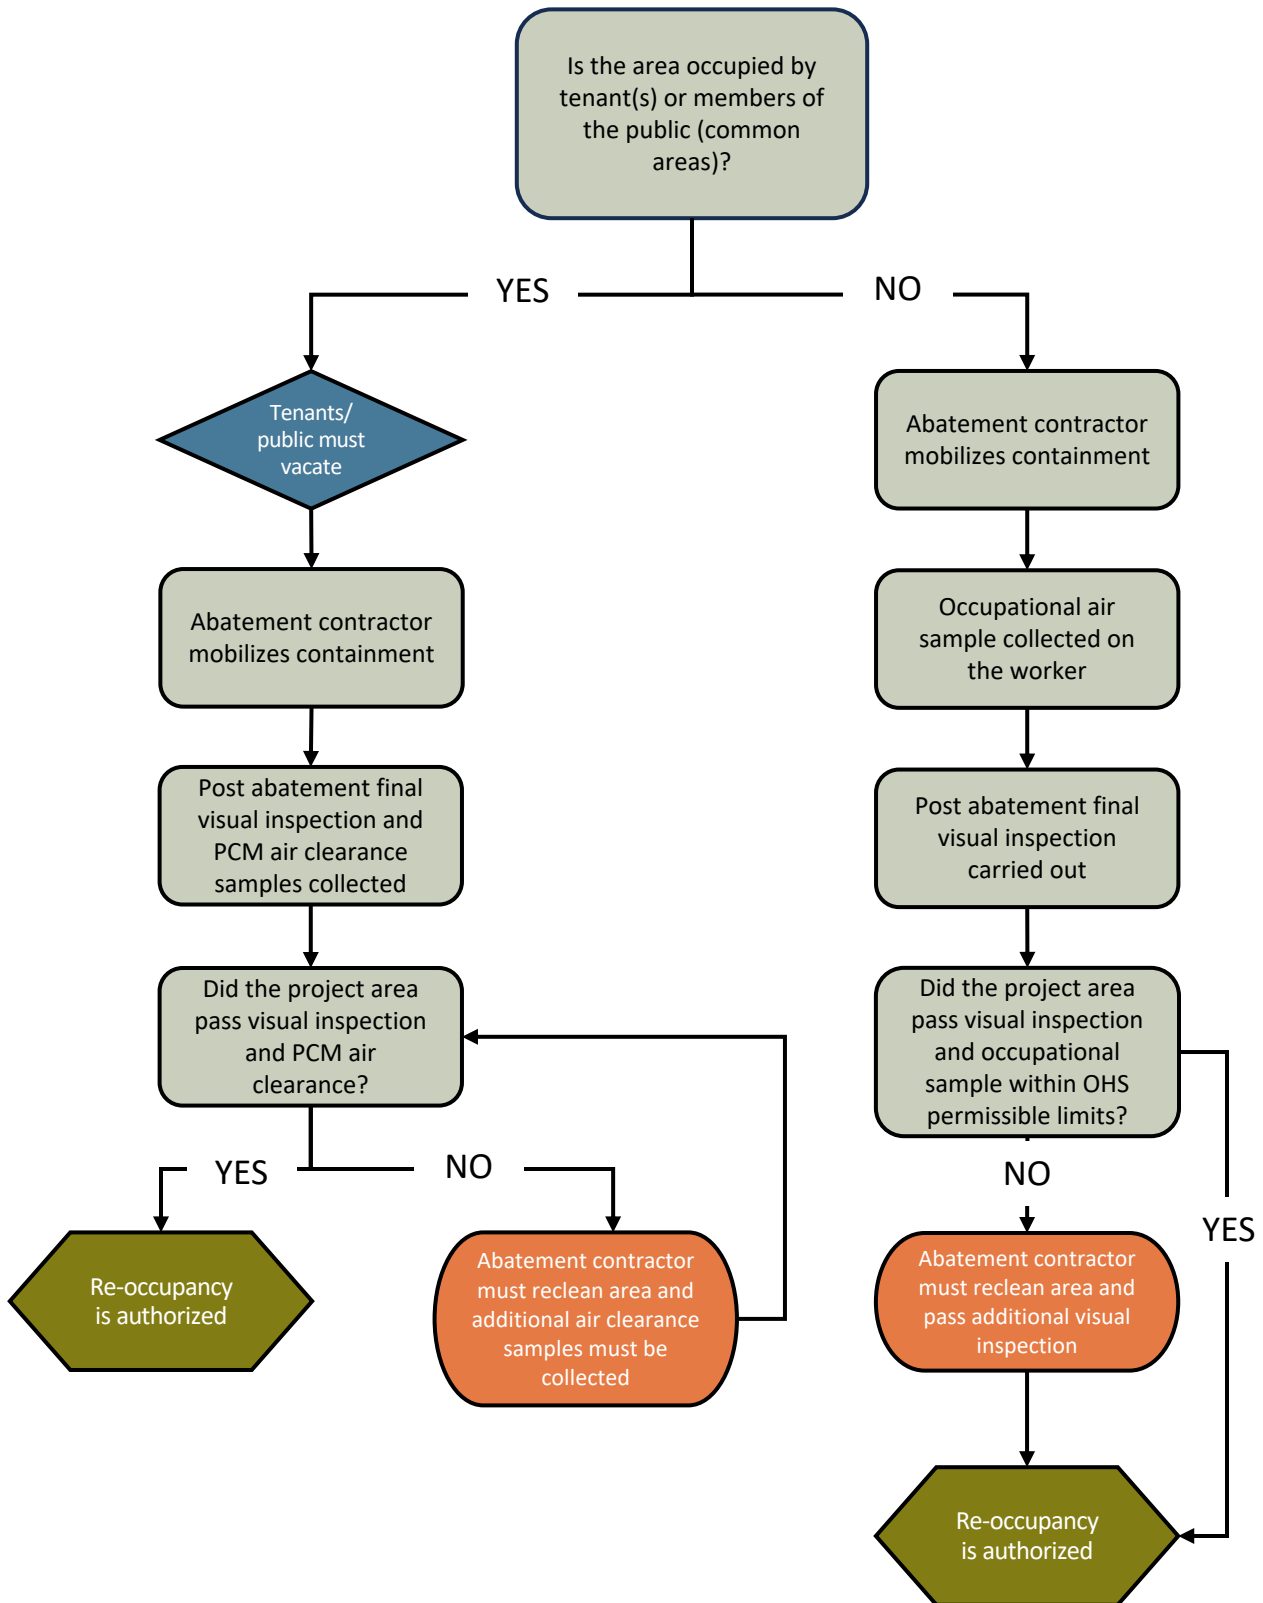 Is the area occupied by
tenant(s) or members of
the public (common
areas)?
YES
NO
Tenants/
public must
vacate
Abatement contractor
mobilizes containment
Post abatement final
visual inspection and
PCM air clearance
samples collected
Did the project area
pass visual inspection
and PCM air
clearance?
YES
NO
Re-occupancy
is authorized
Abatement contractor
must reclean area and
additional air clearance
samples must be
collected
Abatement contractor
mobilizes containment
Occupational air
sample collected on
the worker
Post abatement final
visual inspection
carried out
Did the project area
pass visual inspection
and occupational
sample within OHS
permissible limits?
NO
YES
Abatement contractor
must reclean area and
pass additional visual
inspection
Re-occupancy
is authorized